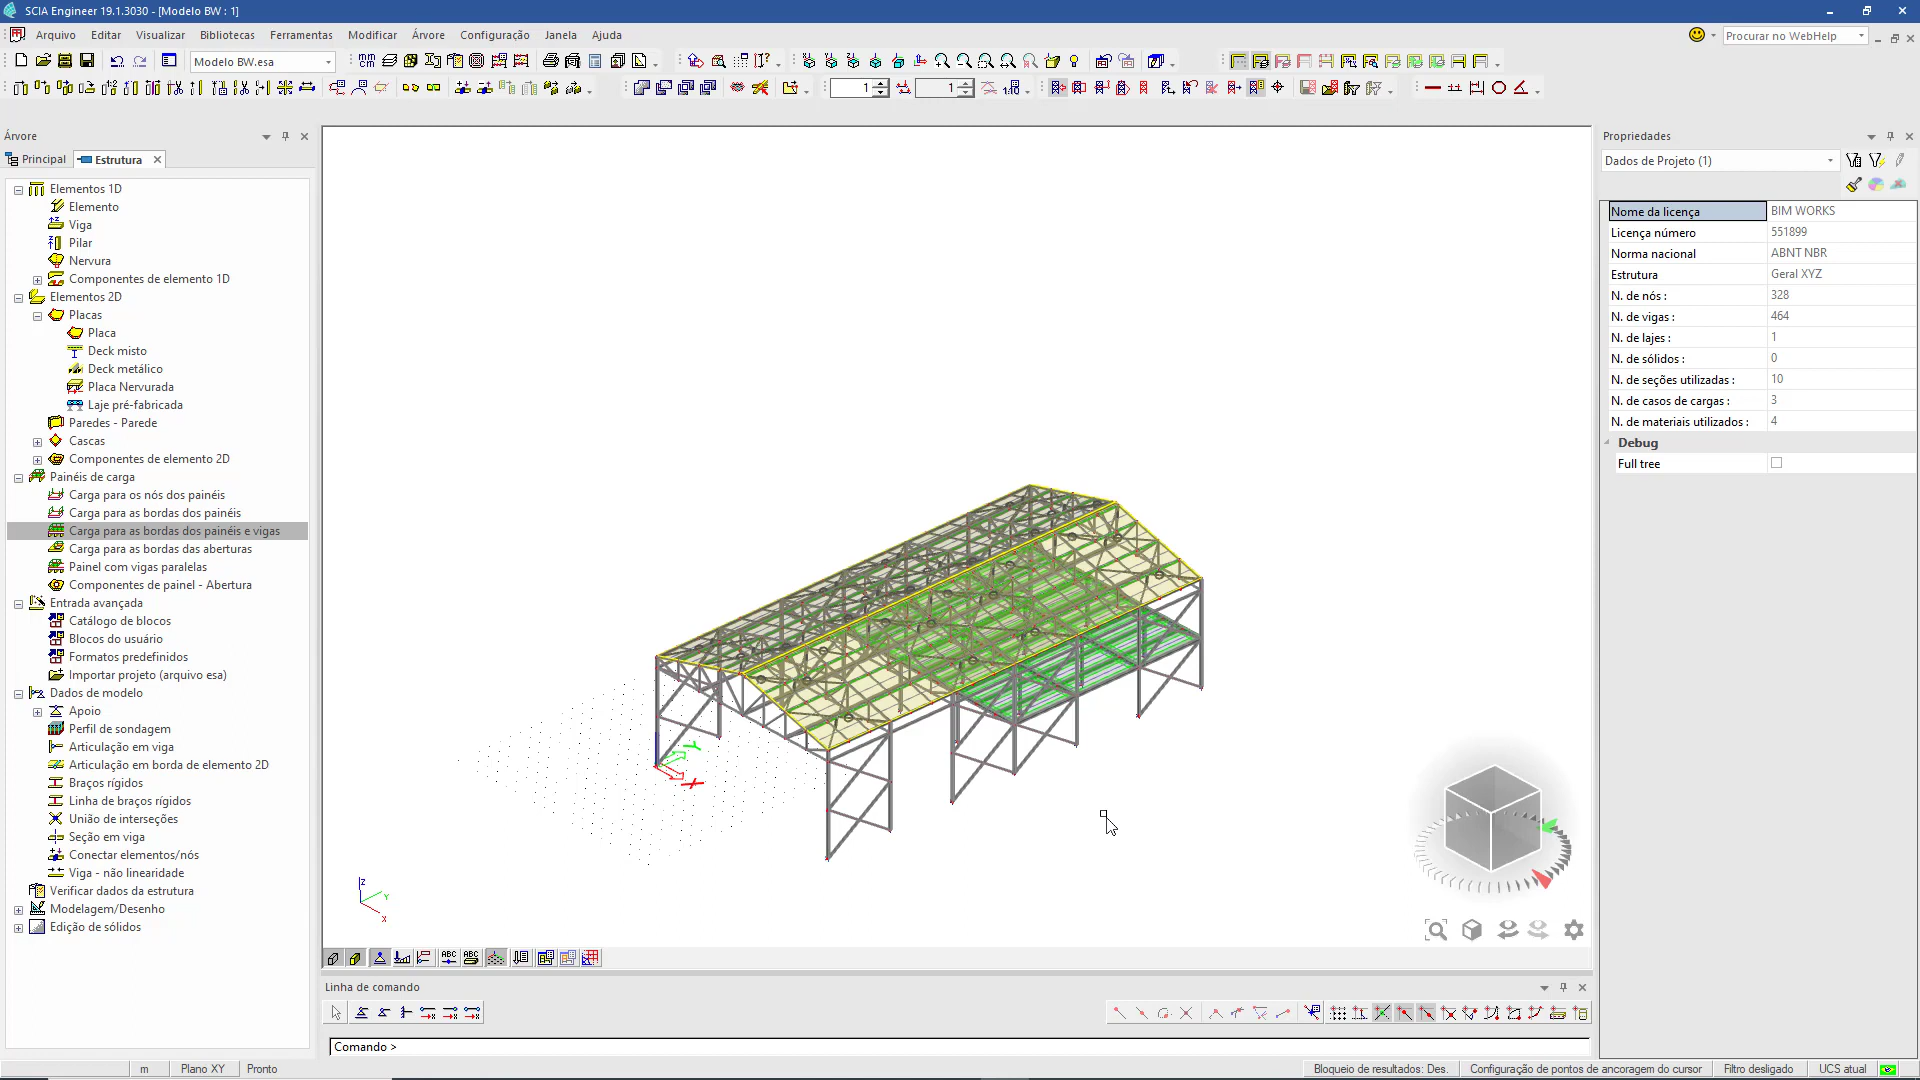 SCIA Engineer 19.1.3030 - [Modelo BW : 1]
Arquivo Editar Visualizar Bibliotecas Ferramentas Modificar Árvore Configuração Janela Ajuda
Procurar no WebHelp
Modelo BW.esa
1
1
Árvore
Principal
Estrutura
Elementos 1D
Elemento
Viga
Pilar
Nervura
Componentes de elemento 1D
Elementos 2D
Placas
Placa
Deck misto
Deck metálico
Placa Nervurada
Laje pré-fabricada
Paredes - Parede
Cascas
Componentes de elemento 2D
Painéis de carga
Carga para os nós dos painéis
Carga para as bordas dos painéis
Carga para as bordas dos painéis e vigas
Carga para as bordas das aberturas
Painel com vigas paralelas
Componentes de painel - Abertura
Entrada avançada
Catálogo de blocos
Blocos do usuário
Formatos predefinidos
Importar projeto (arquivo esa)
Dados de modelo
Apoio
Perfil de sondagem
Articulação em viga
Articulação em borda de elemento 2D
Braços rígidos
Linha de braços rígidos
União de interseções
Seção em viga
Conectar elementos/nós
Viga - não linearidade
Verificar dados da estrutura
Modelagem/Desenho
Edição de sólidos
Y
X
Z
Y
X
Propriedades
Dados de Projeto (1)
Nome da licença BIM WORKS
Licença número 551899
Norma nacional ABNT NBR
Estrutura Geral XYZ
N. de nós : 328
N. de vigas : 464
N. de lajes : 1
N. de sólidos : 0
N. de seções utilizadas : 10
N. de casos de cargas : 3
N. de materiais utilizados : 4
Debug
Full tree
ABC ABC
Linha de comando
Comando >
m Plano XY Pronto
Bloqueio de resultados: Des. Configuração de pontos de ancoragem do cursor Filtro desligado UCS atual